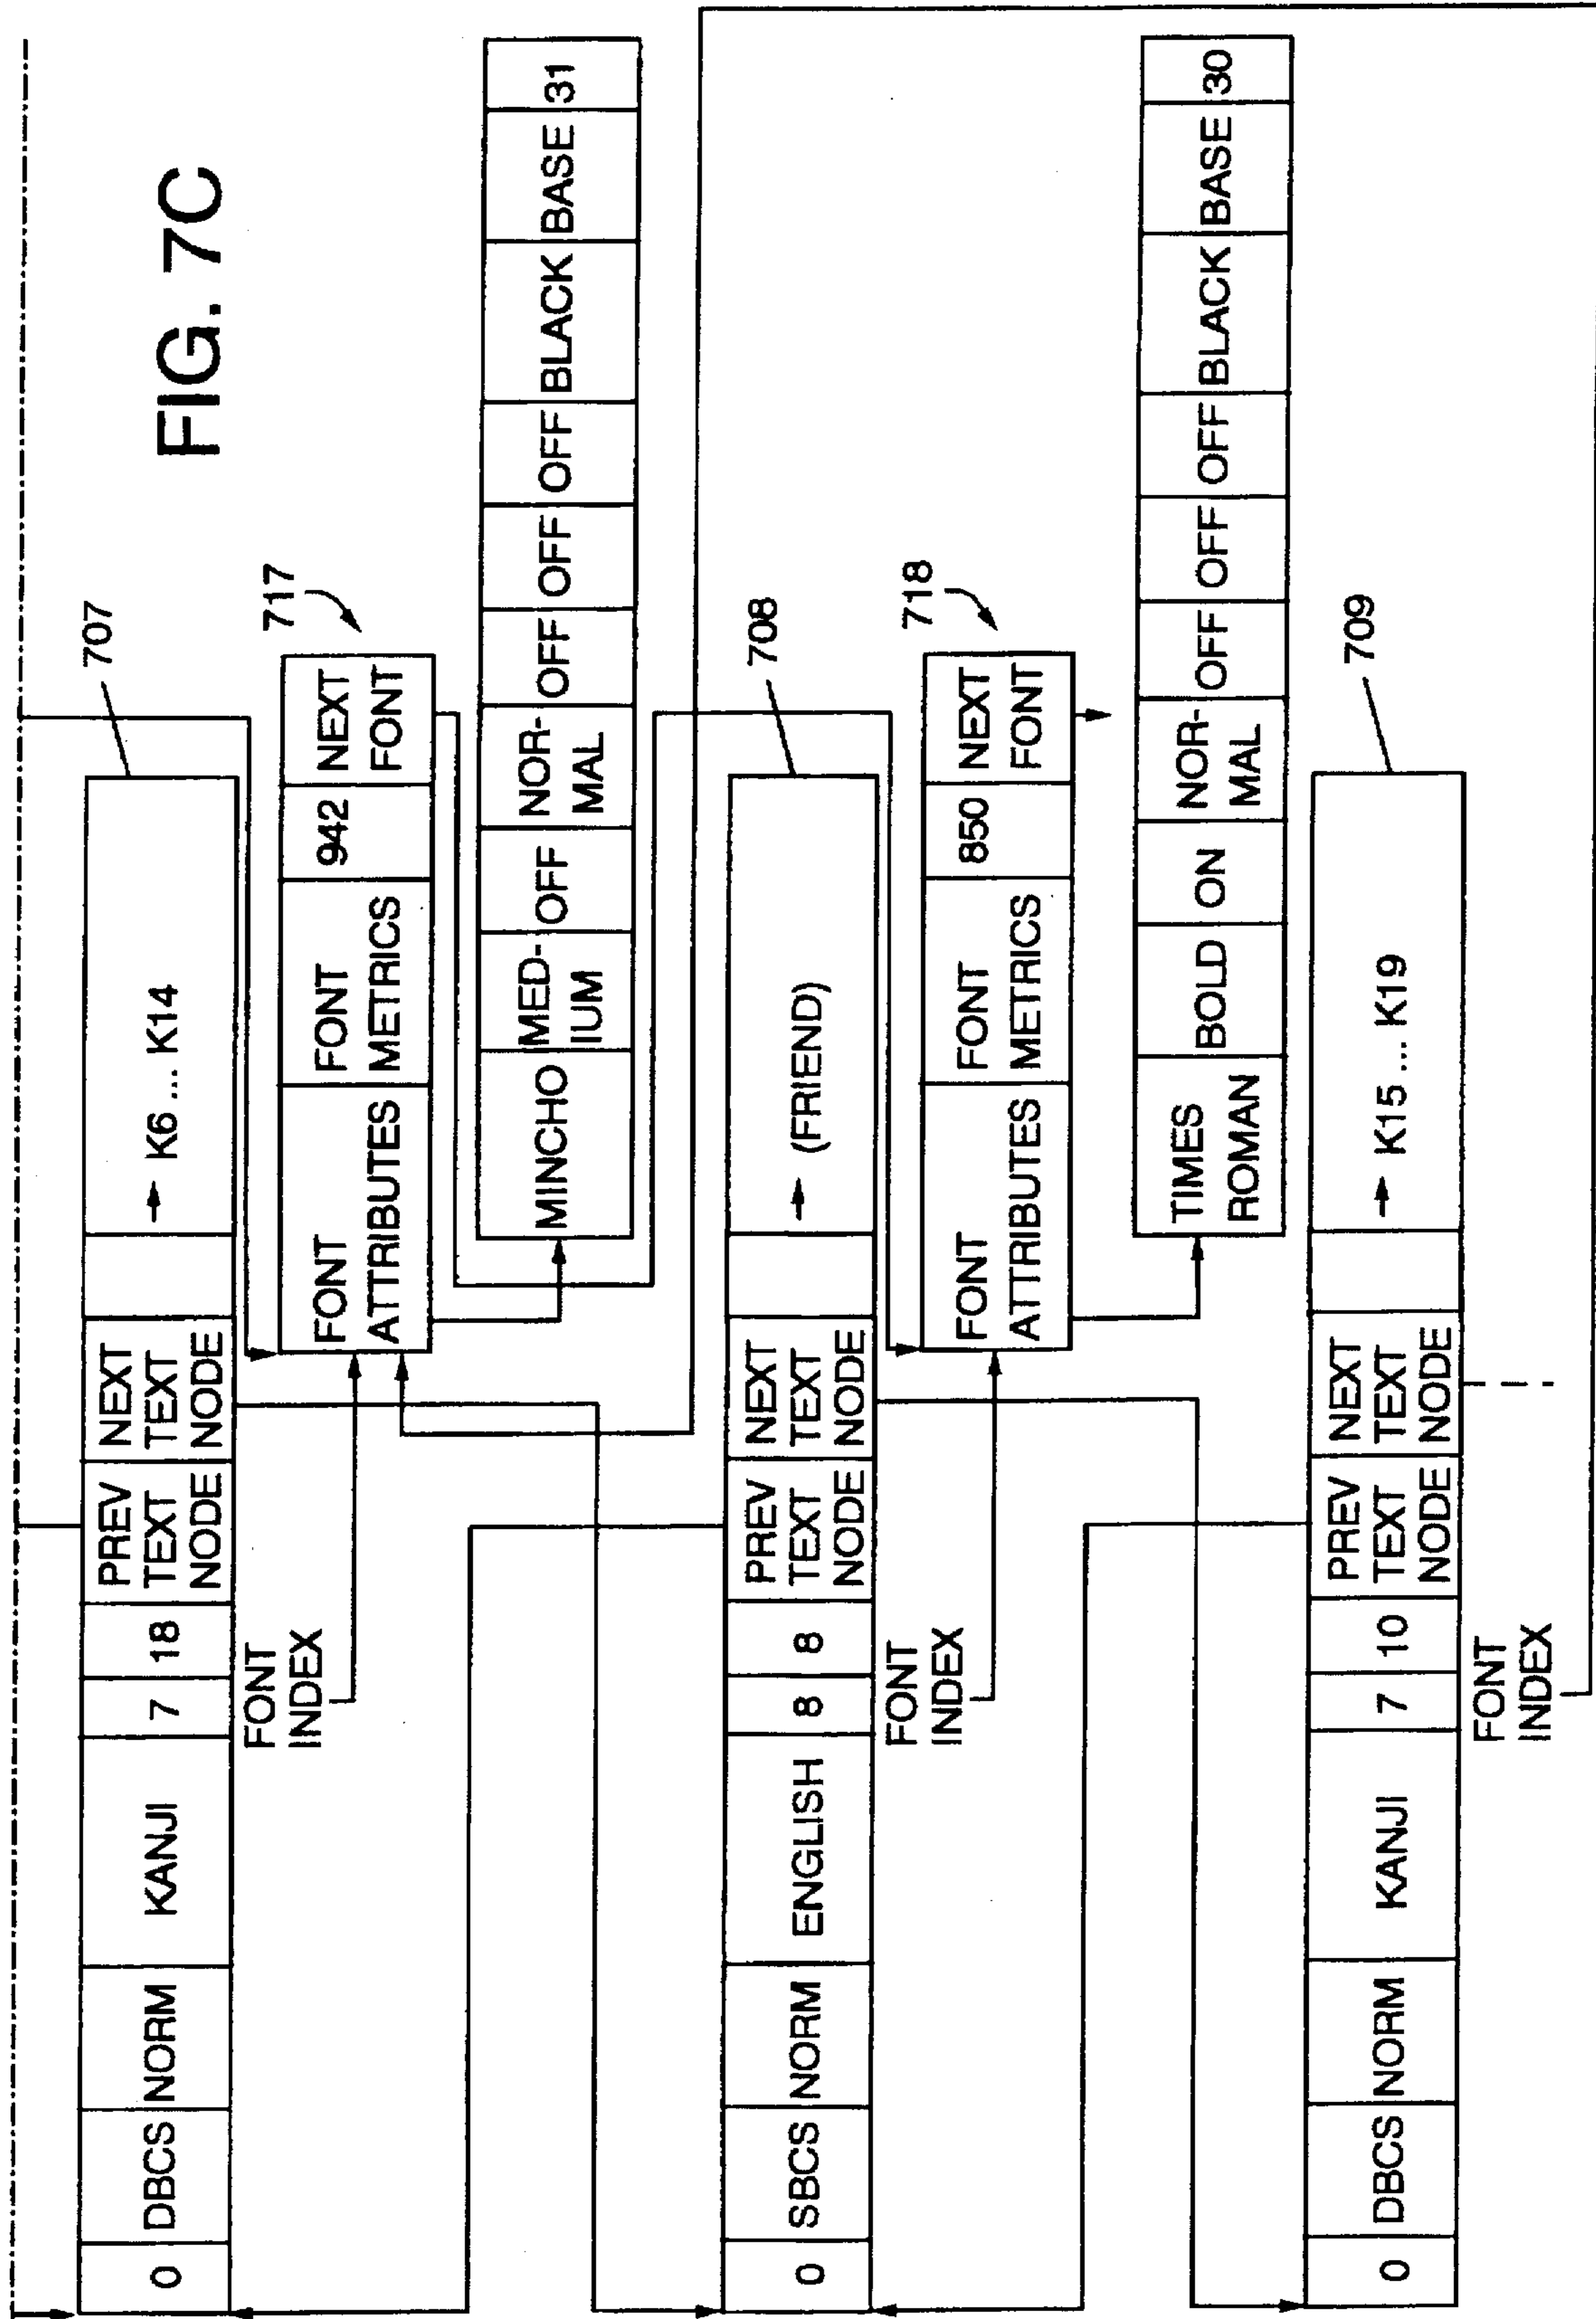 FIG. 7C
707
0 DBCS NORM KANJI 7 18 PREV TEXT NODE NEXT TEXT NODE K6 ... K14
FONT
INDEX
717
FONT ATTRIBUTES FONT METRICS 942 NEXT FONT
MINCHO MED-IUM OFF NOR-MAL OFF OFF OFF BLACK BASE 31
708
0 SBCS NORM ENGLISH 8 8 PREV TEXT NODE NEXT TEXT NODE (FRIEND)
FONT
INDEX
718
FONT ATTRIBUTES FONT METRICS 850 NEXT FONT
TIMES ROMAN BOLD ON NOR-MAL OFF OFF OFF BLACK BASE 30
709
0 DBCS NORM KANJI 7 10 PREV TEXT NODE NEXT TEXT NODE K15 ... K19
FONT
INDEX